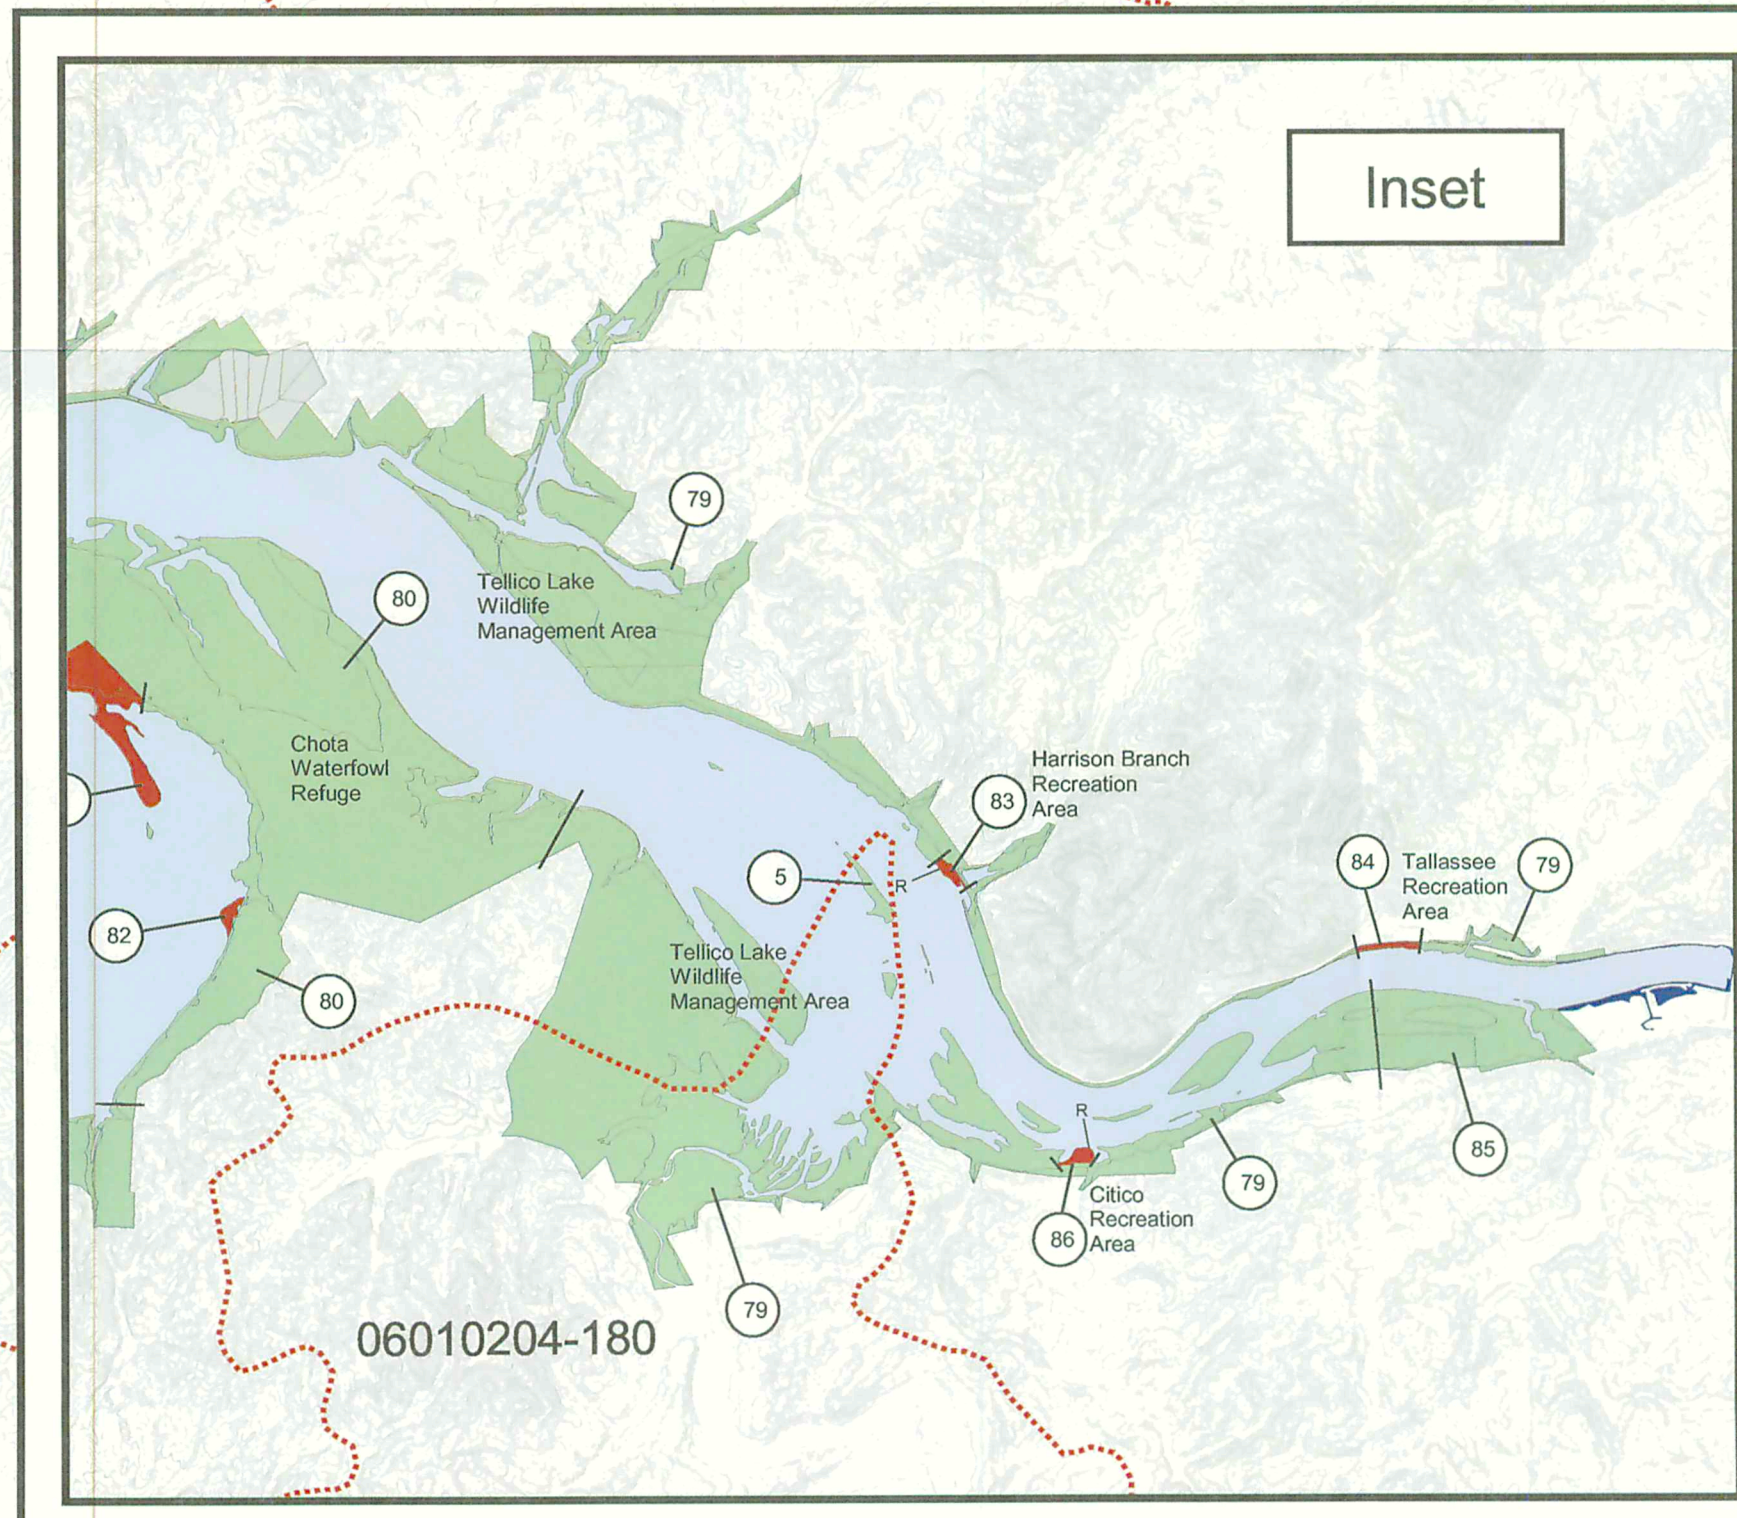 Inset
79
80
Tellico Lake
Wildlife
Management Area
Chota
Waterfowl
Refuge
Harrison Branch
Recreation
Area
83
5
R
84
Tallassee
Recreation
Area
79
82
80
Tellico Lake
Wildlife
Management Area
R
85
79
86
Citico
Recreation
Area
79
06010204-180